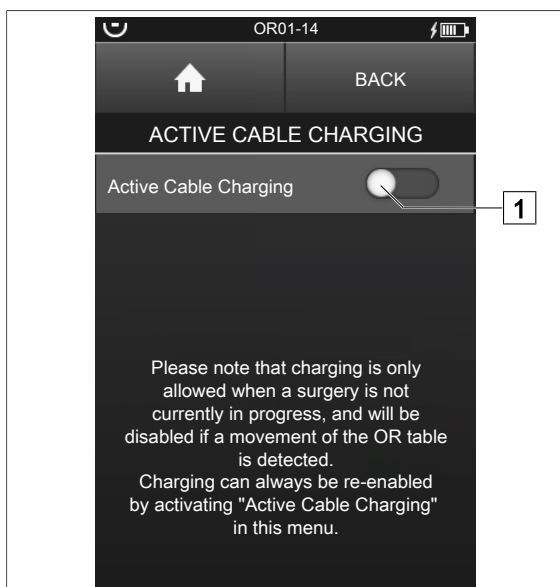 OR01-14
BACK
ACTIVE CABLE CHARGING
Active Cable Charging
1
Please note that charging is only
allowed when a surgery is not
currently in progress, and will be
disabled if a movement of the OR table
is detected.
Charging can always be re-enabled
by activating "Active Cable Charging"
in this menu.